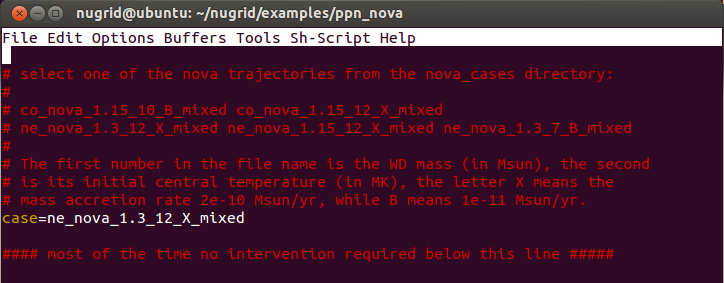 nugrid@ubuntu: ~/nugrid/examples/ppn_nova
File Edit Options Buffers Tools Sh-Script Help
# select one of the nova trajectories from the nova_cases directory:
#
# co_nova_1.15_10_B_mixed co_nova_1.15_12_X_mixed
# ne_nova_1.3_12_X_mixed ne_nova_1.15_12_X_mixed ne_nova_1.3_7_B_mixed
#
# The first number in the file name is the WD mass (in Msun), the second
# is its initial central temperature (in MK), the letter X means the
# mass accretion rate 2e-10 Msun/yr, while B means 1e-11 Msun/yr.
case=ne_nova_1.3_12_X_mixed
#### most of the time no intervention required below this line #####